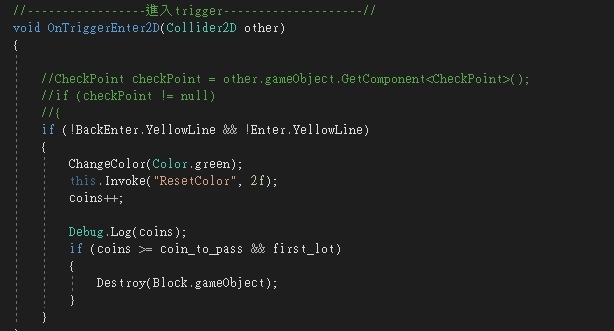 //-----------------進入trigger--------------------//
void OnTriggerEnter2D(Collider2D other)
{
//CheckPoint checkPoint = other.gameObject.GetComponent<CheckPoint>();
//if (checkPoint != null)
//{
if (!BackEnter.YellowLine && !Enter.YellowLine)
{
ChangeColor(Color.green);
this.Invoke("ResetColor", 2f);
coins++;
Debug.Log(coins);
if (coins >= coin_to_pass && first_lot)
{
Destroy(Block.gameObject);
}
}